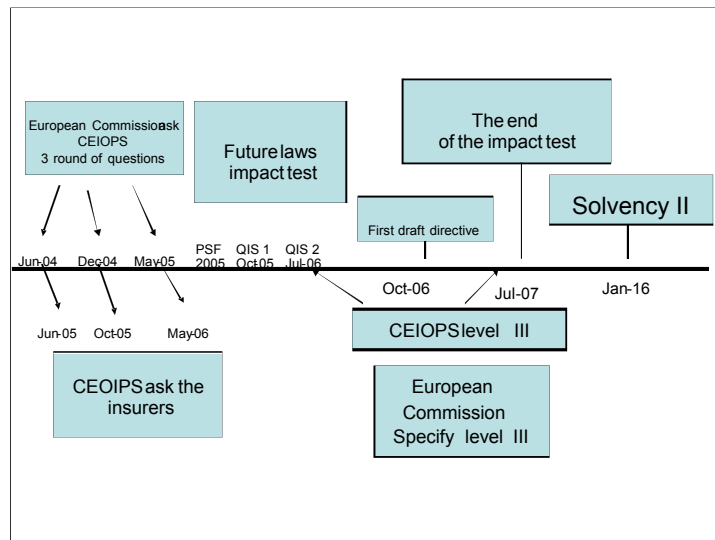 European Commission ask
CEIOPS
3 round of questions
Future laws
impact test
The end
of the impact test
First draft directive
Solvency II
Jun-04
Dec-04
May-05
PSF
2005
QIS 1
Oct-05
QIS 2
Jul-06
Oct-06
Jul-07
Jan-16
Jun-05
Oct-05
May-06
CEIOPS level III
CEOIPS ask the
insurers
European
Commission
Specify level III